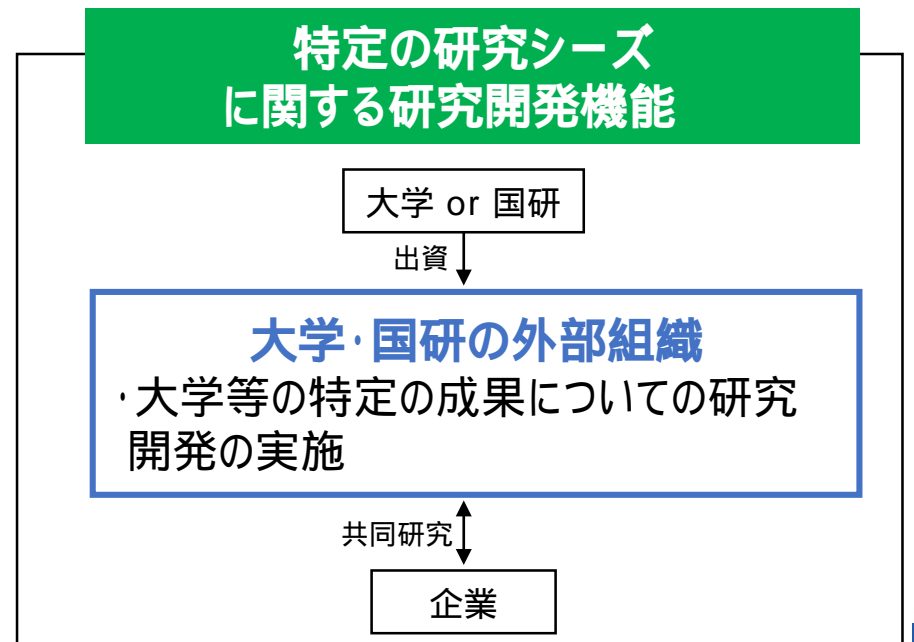 特定の研究シーズ
に関する研究開発機能
大学 or 国研
出資
大学・国研の外部組織
・大学等の特定の成果についての研究
開発の実施
共同研究
企業